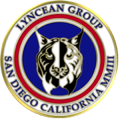 LYNCEAN GROUP
SAN DIEGO CALIFORNIA MMIII